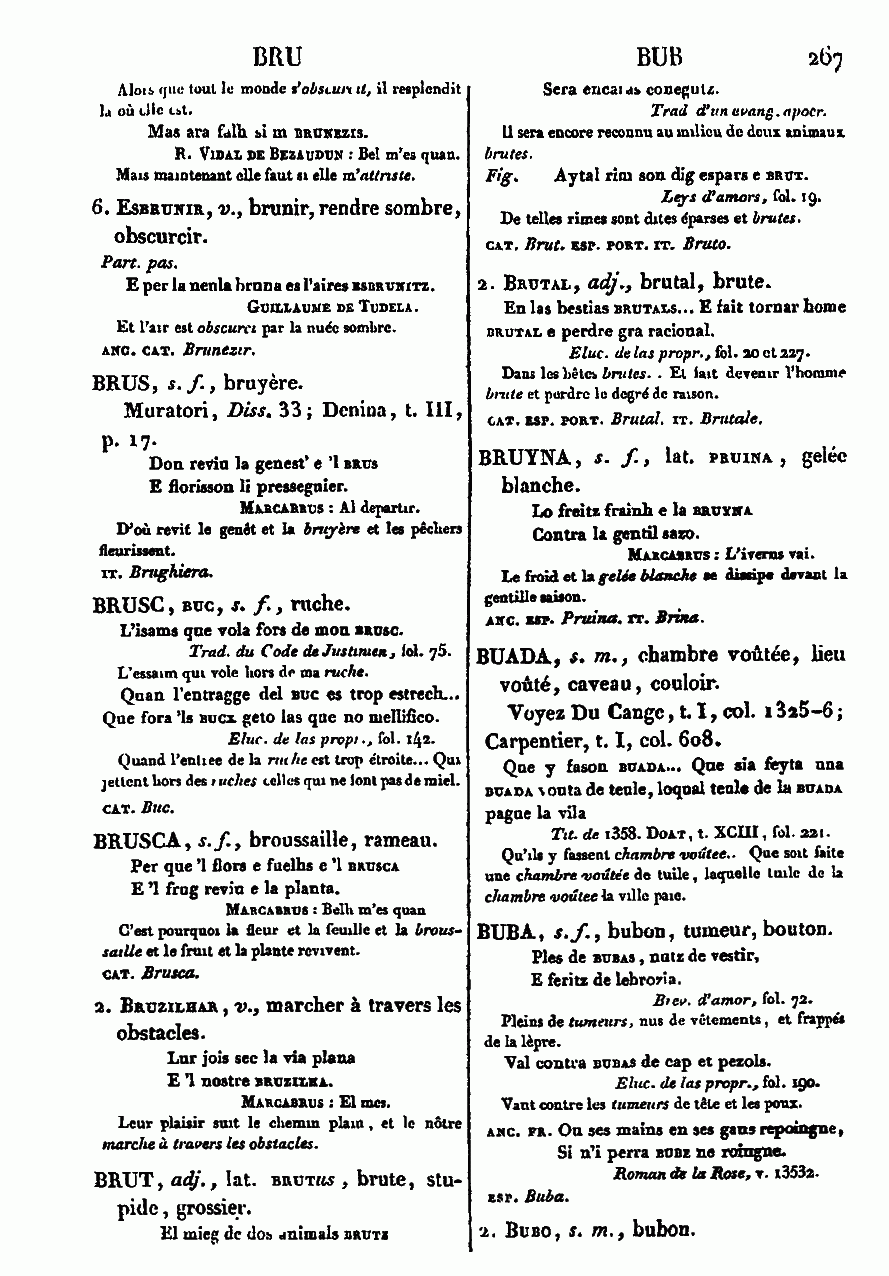 BRU
BUB 267
Alors que tout le monde s'obscurcit, il resplendit
là où elle est.
Mas ara falh si m BRUNEZIS.
R. VIDAL DE BEZAUDUN : Bel m'es quan.
Mais maintenant elle faut si elle m'attriste.
6. ESBRUNIR, v., brunir, rendre sombre,
obscurcir.
Part. pas.
E per la neula bruna es l'aires ESBRUNITZ.
GUILLAUME DE TUDELA.
Et l'air est obscurci par la nuée sombre.
ANC. CAT. Brunezir.
BRUS, s. f., bruyère.
Muratori, Diss. 33; Denina, t. III,
p. 17.
Don reviu la genest' e 'l BRUS
E florisson li pressegnier.
MARCABRUS : Al departir.
D'où revit le genêt et la bruyère et les pêchers
fleurissent.
IT. Brughiera.
BRUSC, BUC, s. f., ruche.
L'isams que vola fors de mon BRUSC.
Trad. du Code de Justinien, fol. 75.
L'essaim qui vole hors de ma ruche.
Quan l'entragge del BUC es trop estrech...
Que fora 'ls BUCX geto las que no mellifico.
Eluc. de las propr., fol. 142.
Quand l'entrée de la ruche est trop étroite... Qui
jettent hors des ruches celles qui ne font pas de miel.
CAT. Buc.
BRUSCA, s. f., broussaille, rameau.
Per que 'l flors e fuelhs e 'l BRUSCA
E 'l frug reviu e la planta.
MARCABRUS : Belh m'es quan
C'est pourquoi la fleur et la feuille et la brous-
saille et le fruit et la plante revivent.
CAT. Brusca.
2. BRUZILHAR, v., marcher à travers les
obstacles.
Lur jois sec la via plana
E 'l nostre BRUZILHA.
MARCABRUS : El mes.
Leur plaisir suit le chemin plain, et le nôtre
marche à travers les obstacles.
BRUT, adj., lat. BRUTUS, brute, stu-
pide, grossier.
El mieg de dos animals BRUTZ
Sera encaras conegutz.
Trad d'un evang. apocr.
Il sera encore reconnu au milieu de deux animaux
brutes.
Fig. Aytal rim son dig espars e BRUT.
Leys d'amors, fol. 19.
De telles rimes sont dites éparses et brutes.
CAT. Brut. ESP. PORT. IT. Bruto.
2. BRUTAL, adj., brutal, brute.
En las bestias BRUTALS... E fait tornar home
BRUTAL e perdre gra racional.
Eluc. de las propr., fol. 20 et 227.
Dans les bêtes brutes.. Et fait devenir l'homme
brute et perdre le degré de raison.
CAT. ESP. PORT. Brutal. IT. Brutale.
BRUYNA, s. f., lat. PRUINA, gelée
blanche.
Lo freitz frainh e la BRUYNA
Contra la gentil sazo.
MARCABRUS : L'iverns vai.
Le froid et la gelée blanche se dissipe devant la
gentille saison.
ANC. ESP. Pruina. IT. Brina.
BUADA, s. m., chambre voûtée, lieu
voûté, caveau, couloir.
Voyez Du Cange, t. I, col. 1325-6;
Carpentier, t. I, col. 608.
Que y fason BUADA... Que sia feyta una
BUADA vouta de teule, loqual teule de la BUADA
pague la vila
Tit. de 1358. DOAT, t. XCIII, fol. 221.
Qu'ils y fassent chambre voûtee.. Que soit faite
une chambre voûtée de tuile, laquelle tuile de la
chambre voûtee la ville paie.
BUBA, s. f., bubon, tumeur, bouton.
Ples de BUBAS, nutz de vestir,
E feritz de lebrozia.
Brev. d'amor, fol. 72.
Pleins de tumeurs, nus de vêtements, et frappés
de la lèpre.
Val contra BUBAS de cap et pezols.
Eluc. de las propr., fol. 190.
Vaut contre les tumeurs de tête et les poux.
ANC. FR. On ses mains en ses gans repoingne,
Si n'i perra BUBE ne roingne.
Roman de la Rose, v. 13532.
ESP. Buba.
2. BUBO, s. m., bubon.